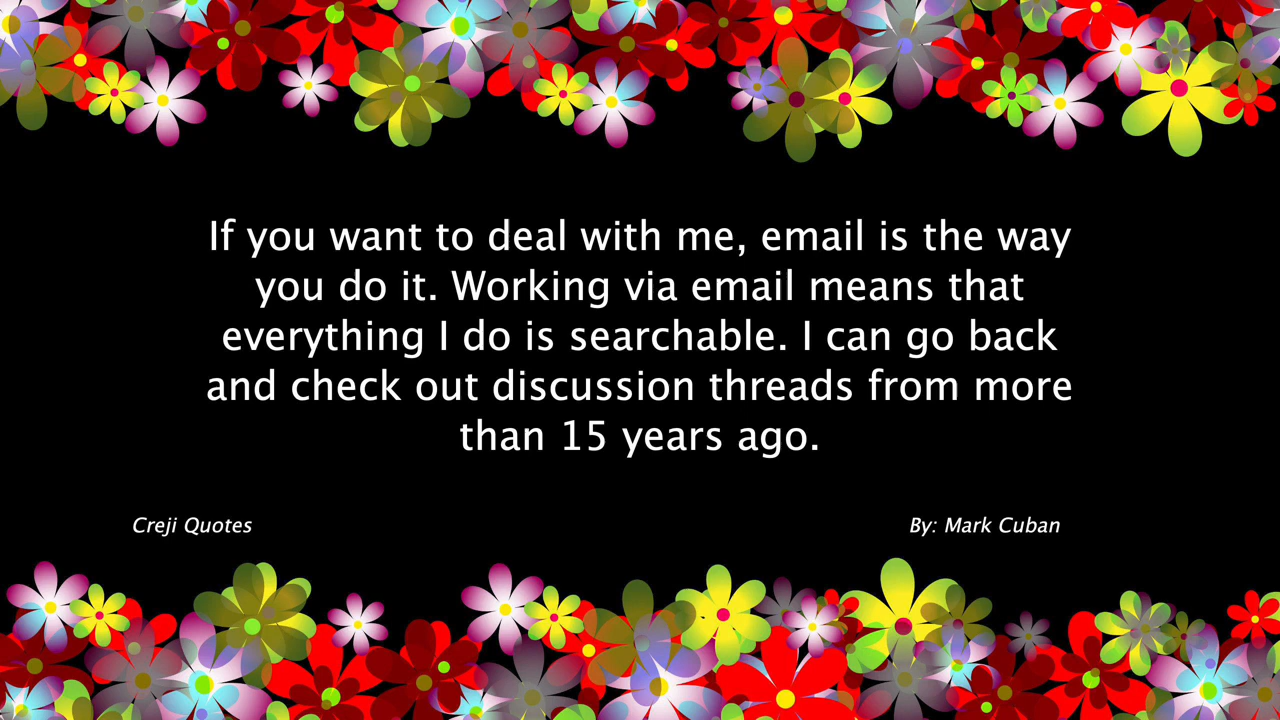 If you want to deal with me, email is the way
you do it. Working via email means that
everything I do is searchable. I can go back
and check out discussion threads from more
than 15 years ago.
Creji Quotes
By: Mark Cuban